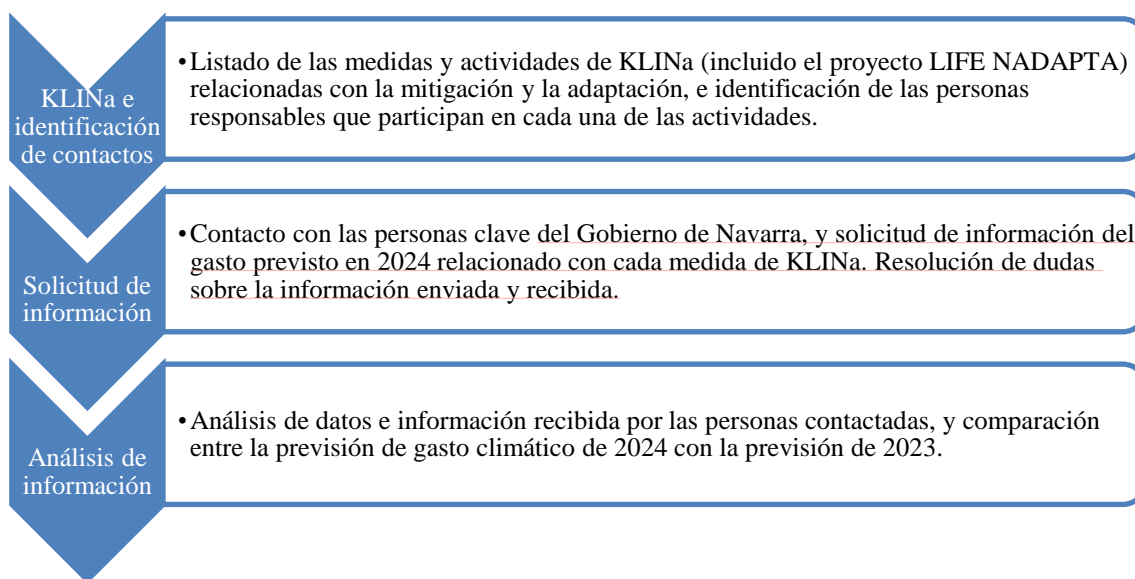 KLINa e
identificación
de contactos
•Listado de las medidas y actividades de KLINa (incluido el proyecto LIFE NADAPTA)
relacionadas con la mitigación y la adaptación, e identificación de las personas
responsables que participan en cada una de las actividades.
Solicitud de
información
•Contacto con las personas clave del Gobierno de Navarra, y solicitud de información del
gasto previsto en 2024 relacionado con cada medida de KLINa. Resolución de dudas
sobre la información enviada y recibida.
Análisis de
información
•Análisis de datos e información recibida por las personas contactadas, y comparación
entre la previsión de gasto climático de 2024 con la previsión de 2023.